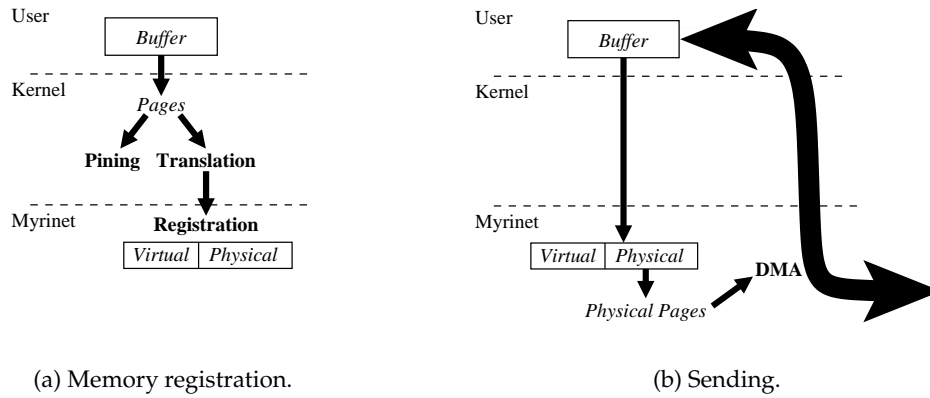 User
Buffer
Kernel
Pages
Pining Translation
Myrinet
Registration
Virtual Physical
(a) Memory registration.
User
Buffer
Kernel
Myrinet
Virtual Physical
DMA
Physical Pages
(b) Sending.